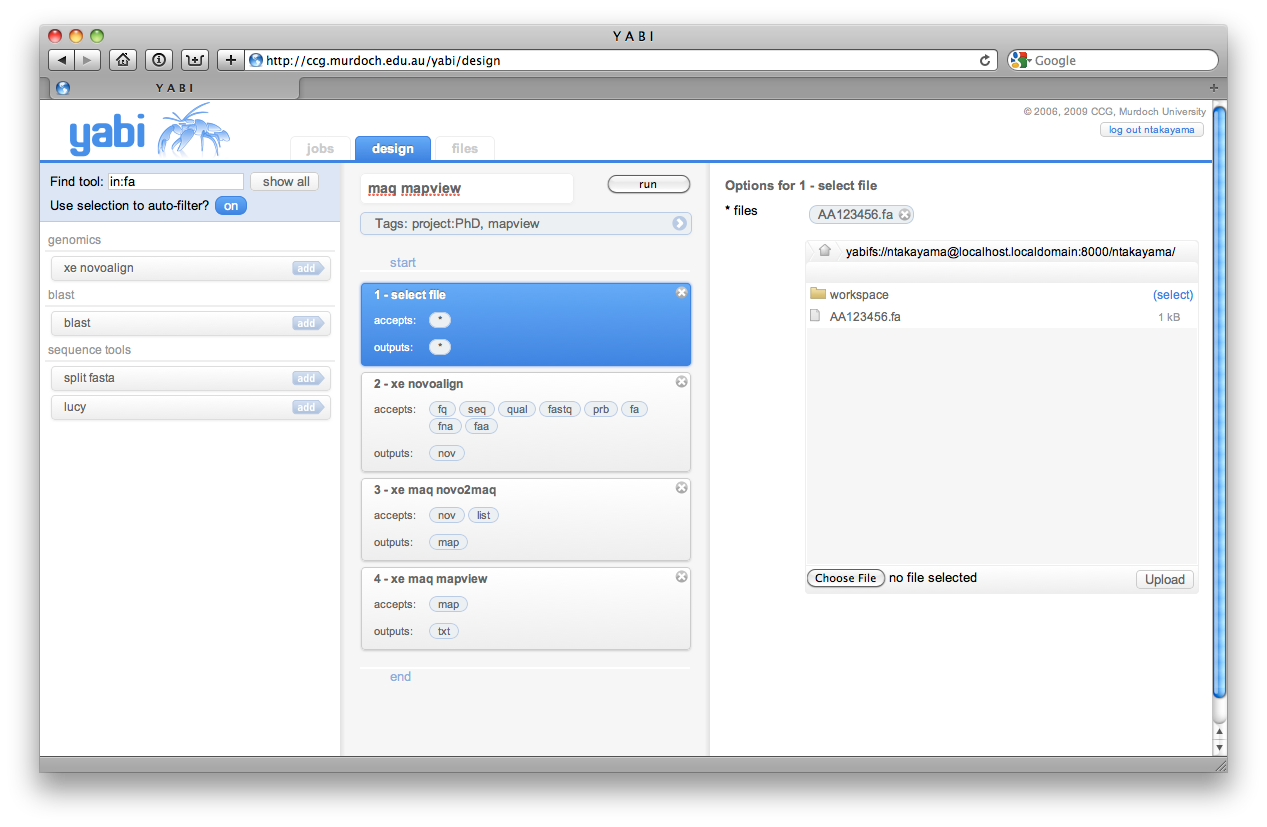 YABI
http://ccg.murdoch.edu.au/yabi/design
Google
YABI
yabi
© 2006, 2009 CCG, Murdoch University
log out ntakayama
jobs
design
files
Find tool: in:fa
show all
Use selection to auto-filter? on
genomics
xe novoalign add
blast
blast add
sequence tools
split fasta add
lucy add
maq mapview
run
Tags: project:PhD, mapview
start
1 - select file
accepts: *
outputs: *
2 - xe novoalign
accepts: fq seq qual fastq prb fa
fna faa
outputs: nov
3 - xe maq novo2maq
accepts: nov list
outputs: map
4 - xe maq mapview
accepts: map
outputs: txt
end
Options for 1 - select file
* files AA123456.fa
yabifs://ntakayama@localhost.localdomain:8000/ntakayama/
workspace (select)
AA123456.fa 1 kB
Choose File no file selected Upload